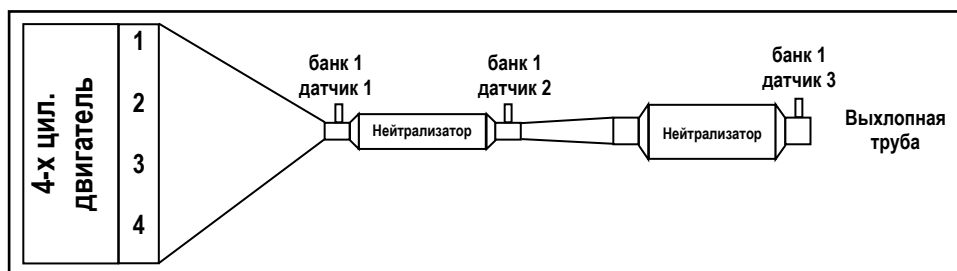 4-х цил.
двигатель
1
2
3
4
банк 1
датчик 1
Нейтрализатор
банк 1
датчик 2
Нейтрализатор
банк 1
датчик 3
Выхлопная
труба